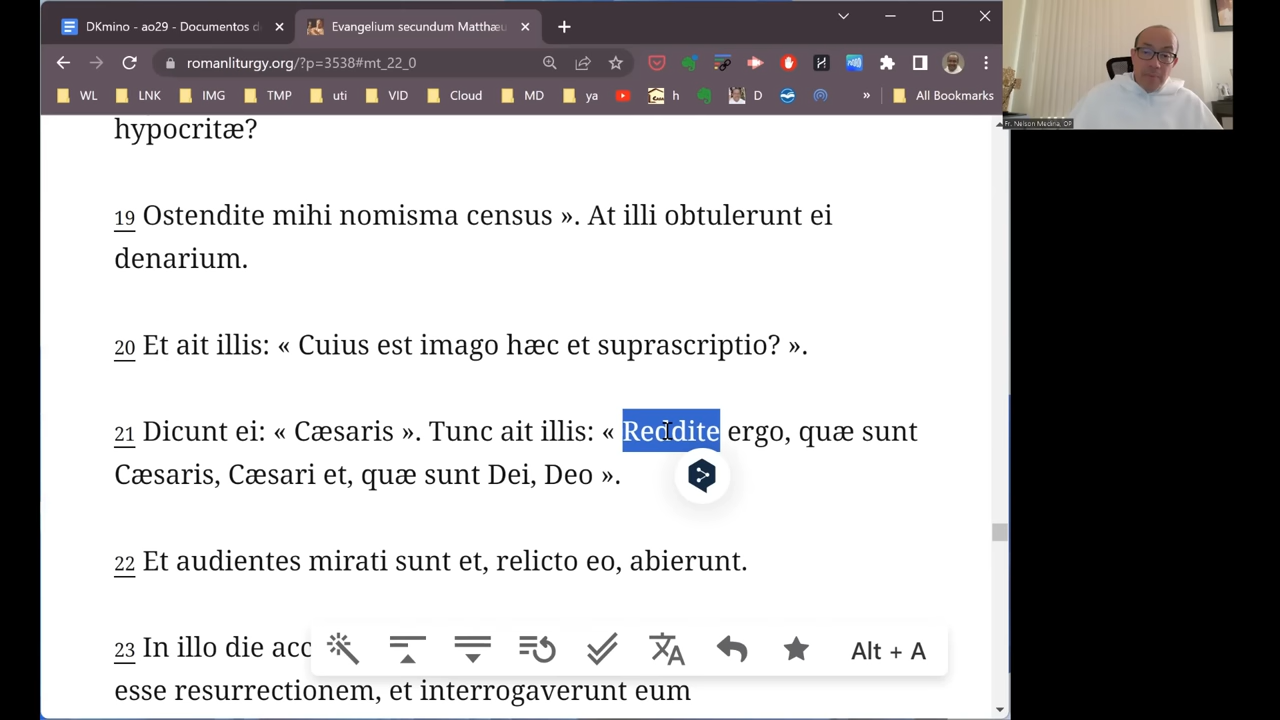 DKmino - ao29 - Documentos d
Evangelium secundum Matthæu
romanliturgy.org/?p=3538#mt_22_0
WL LNK IMG TMP uti VID Cloud MD ya h D » All Bookmarks
Fr. Nelson Medina, OP
hypocritæ?
19 Ostendite mihi nomisma census ». At illi obtulerunt ei
denarium.
20 Et ait illis: « Cuius est imago hæc et suprascriptio? ».
21 Dicunt ei: « Cæsaris ». Tunc ait illis: « Reddite ergo, quæ sunt
Cæsaris, Cæsari et, quæ sunt Dei, Deo ».
22 Et audientes mirati sunt et, relicto eo, abierunt.
23 In illo die acc
Alt + A
esse resurrectionem, et interrogaverunt eum